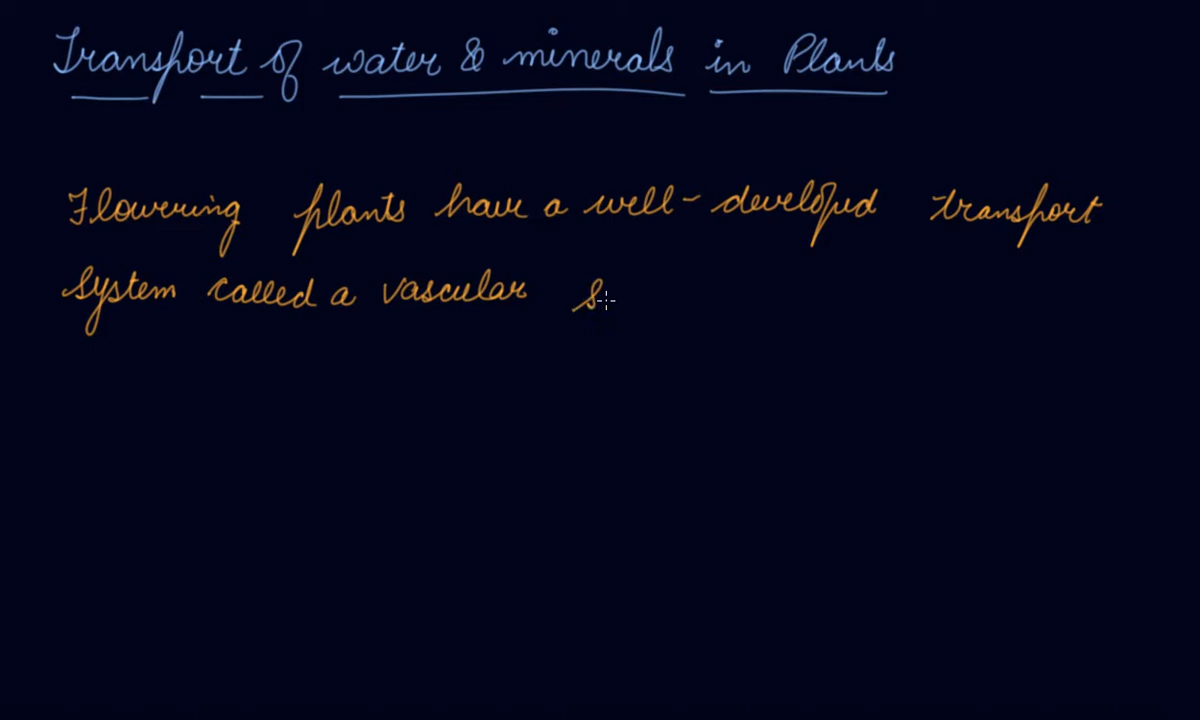 Transport of water & minerals in Plants
Flowering plants have a well-developed transport
system called a vascular s